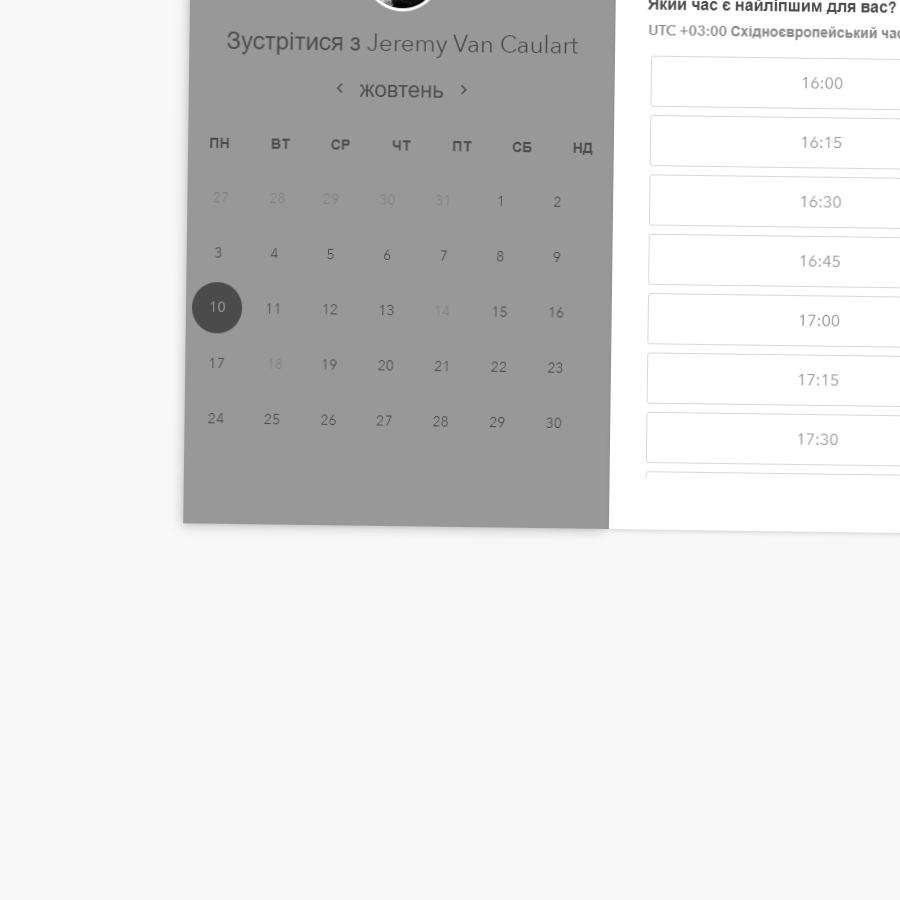 Зустрітися з Jeremy Van Caulart
‹ жовтень ›
ПН ВТ СР ЧТ ПТ СБ НД
27 28 29 30 31 1 2
3 4 5 6 7 8 9
10 11 12 13 14 15 16
17 18 19 20 21 22 23
24 25 26 27 28 29 30
Який час є найліпшим для вас?
UTC +03:00 Східноєвропейський час
16:00
16:15
16:30
16:45
17:00
17:15
17:30